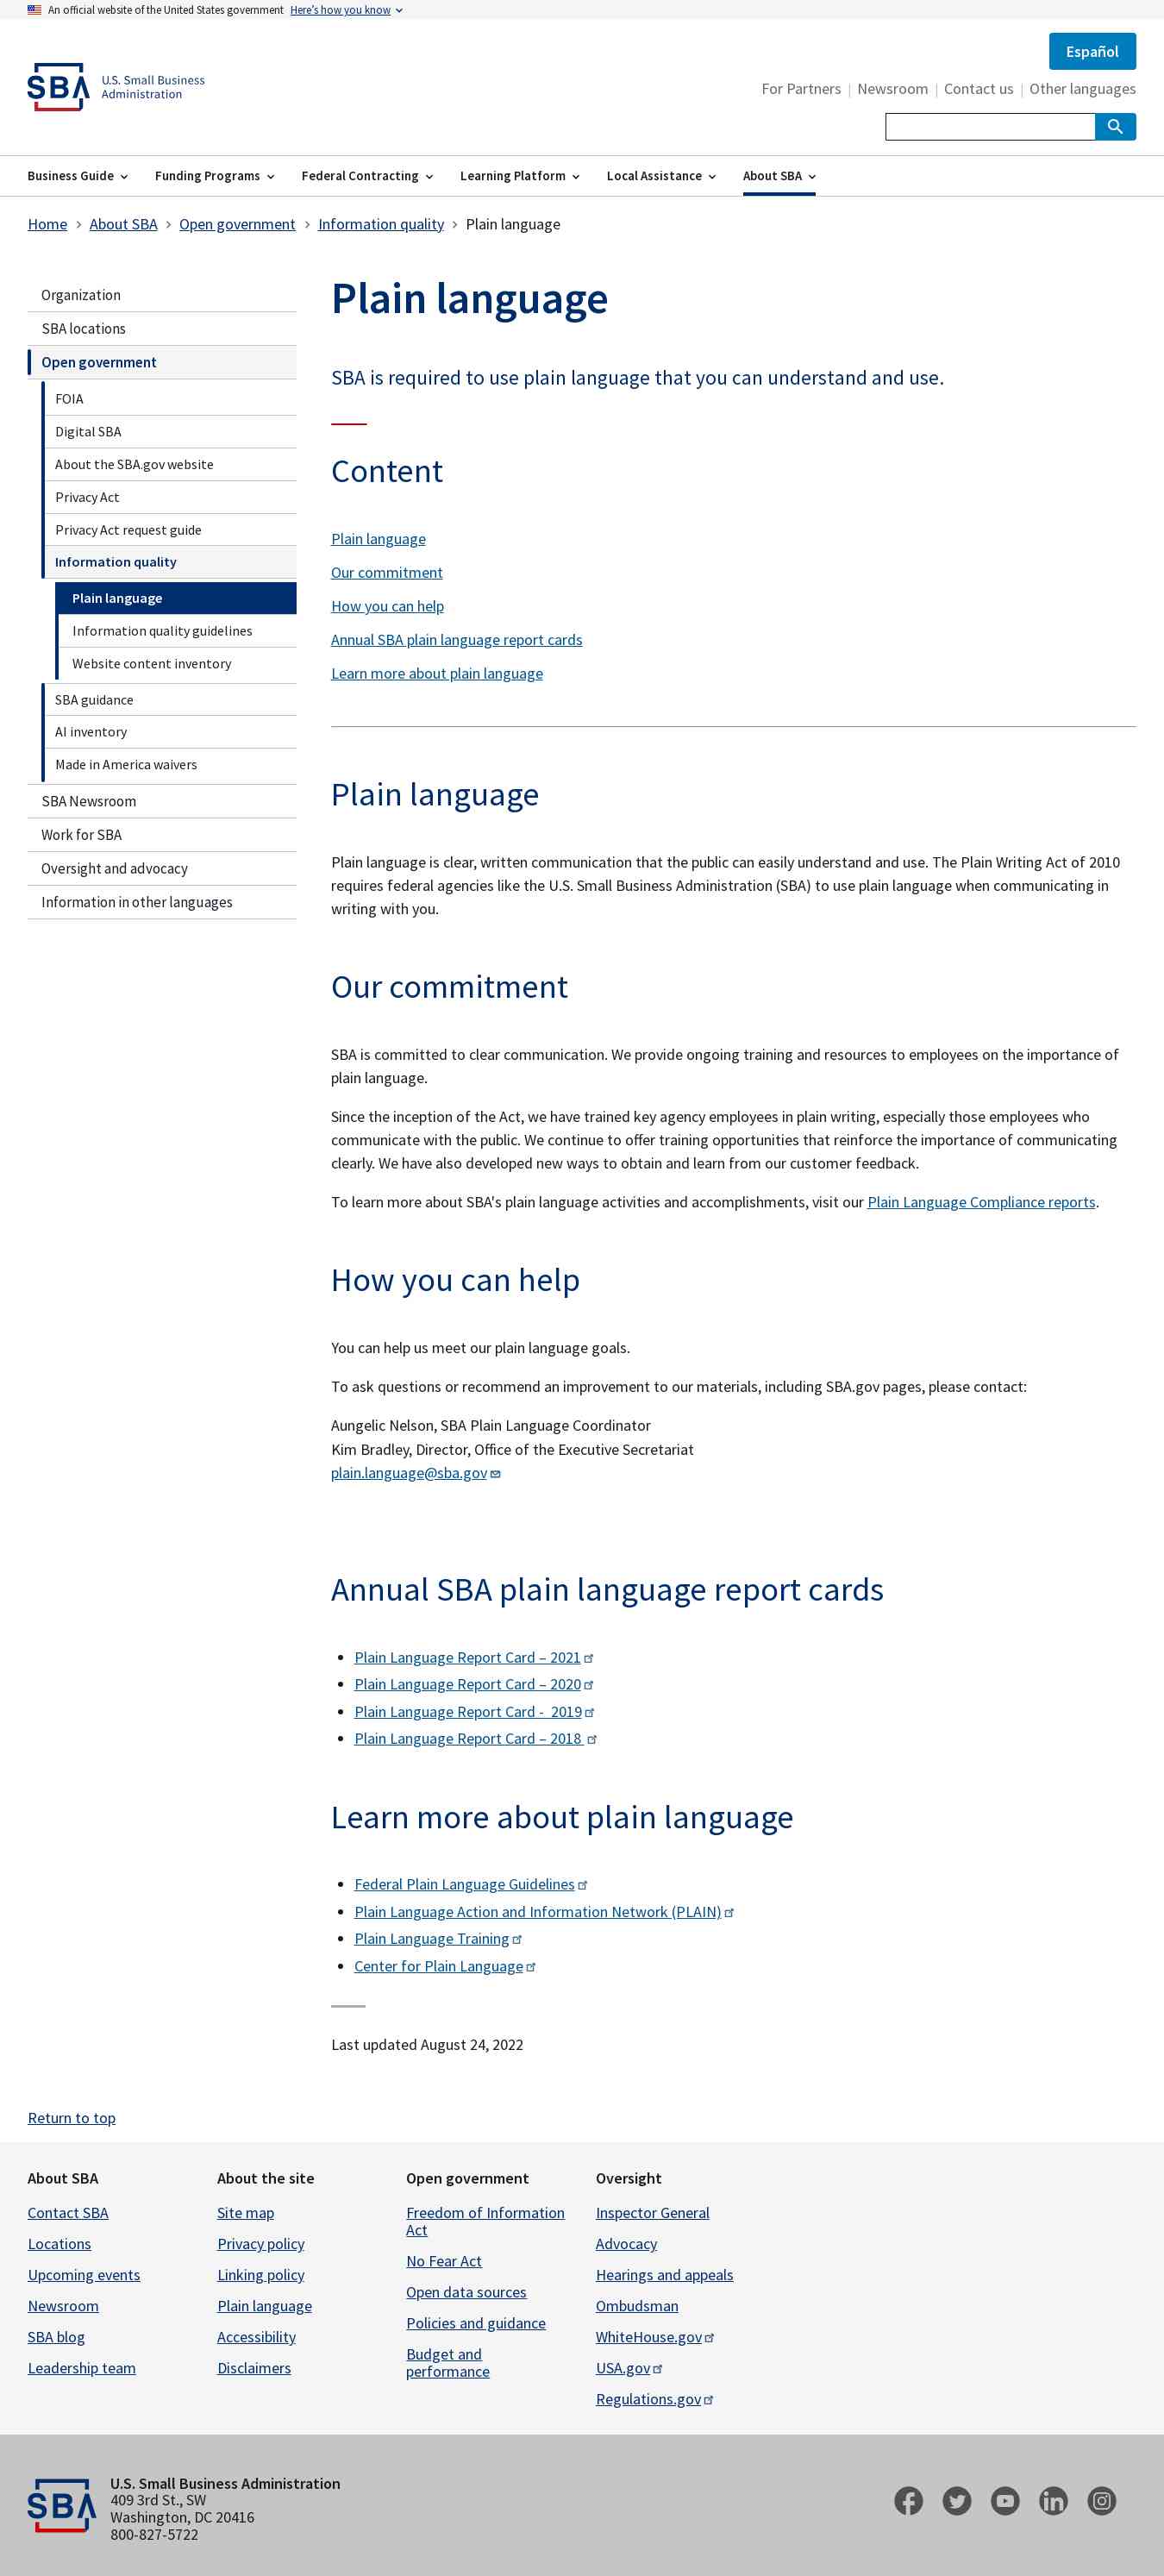 An official website of the United States government Here's how you know
Español
SBA U.S. Small Business
Administration
For Partners | Newsroom | Contact us | Other languages
Business Guide Funding Programs Federal Contracting Learning Platform Local Assistance About SBA
Home > About SBA > Open government > Information quality > Plain language
Organization
SBA locations
Open government
FOIA
Digital SBA
About the SBA.gov website
Privacy Act
Privacy Act request guide
Information quality
Plain language
Information quality guidelines
Website content inventory
SBA guidance
AI inventory
Made in America waivers
SBA Newsroom
Work for SBA
Oversight and advocacy
Information in other languages
Plain language
SBA is required to use plain language that you can understand and use.
Content
Plain language
Our commitment
How you can help
Annual SBA plain language report cards
Learn more about plain language
Plain language
Plain language is clear, written communication that the public can easily understand and use. The Plain Writing Act of 2010
requires federal agencies like the U.S. Small Business Administration (SBA) to use plain language when communicating in
writing with you.
Our commitment
SBA is committed to clear communication. We provide ongoing training and resources to employees on the importance of
plain language.
Since the inception of the Act, we have trained key agency employees in plain writing, especially those employees who
communicate with the public. We continue to offer training opportunities that reinforce the importance of communicating
clearly. We have also developed new ways to obtain and learn from our customer feedback.
To learn more about SBA's plain language activities and accomplishments, visit our Plain Language Compliance reports.
How you can help
You can help us meet our plain language goals.
To ask questions or recommend an improvement to our materials, including SBA.gov pages, please contact:
Aungelic Nelson, SBA Plain Language Coordinator
Kim Bradley, Director, Office of the Executive Secretariat
plain.language@sba.gov
Annual SBA plain language report cards
Plain Language Report Card – 2021
Plain Language Report Card – 2020
Plain Language Report Card - 2019
Plain Language Report Card – 2018
Learn more about plain language
Federal Plain Language Guidelines
Plain Language Action and Information Network (PLAIN)
Plain Language Training
Center for Plain Language
Last updated August 24, 2022
Return to top
About SBA
Contact SBA
Locations
Upcoming events
Newsroom
SBA blog
Leadership team
About the site
Site map
Privacy policy
Linking policy
Plain language
Accessibility
Disclaimers
Open government
Freedom of Information
Act
No Fear Act
Open data sources
Policies and guidance
Budget and
performance
Oversight
Inspector General
Advocacy
Hearings and appeals
Ombudsman
WhiteHouse.gov
USA.gov
Regulations.gov
SBA
U.S. Small Business Administration
409 3rd St., SW
Washington, DC 20416
800-827-5722